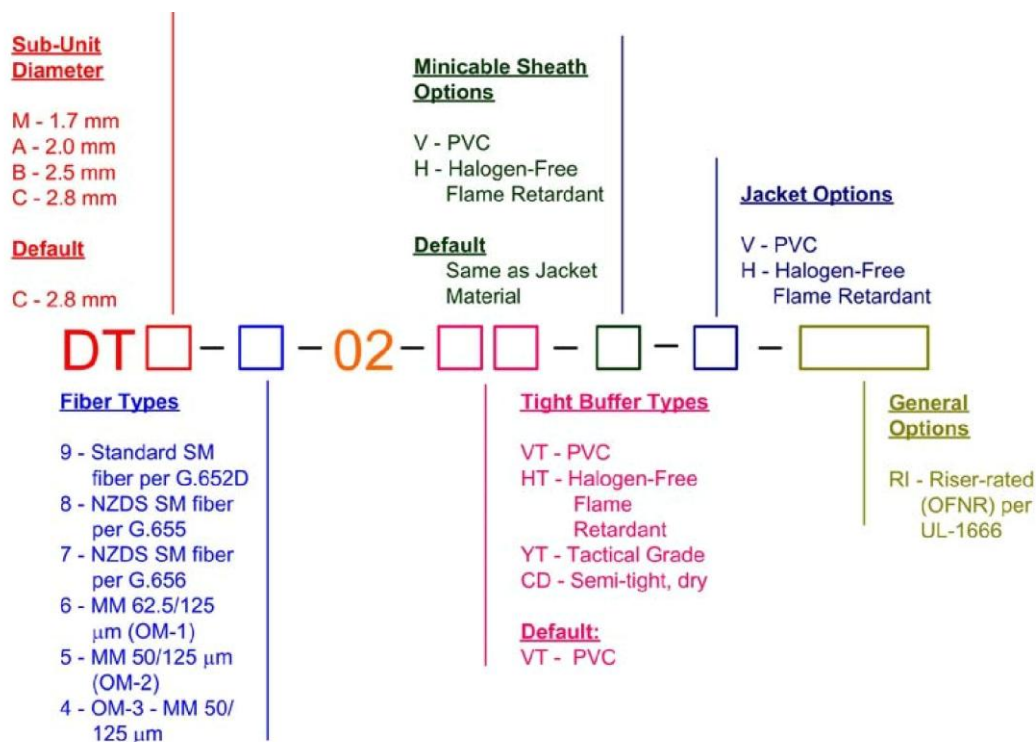 Sub-Unit
Diameter
M - 1.7 mm
A - 2.0 mm
B - 2.5 mm
C - 2.8 mm
Default
C - 2.8 mm
Minicable Sheath
Options
V - PVC
H - Halogen-Free
Flame Retardant
Default
Same as Jacket
Material
Jacket Options
V - PVC
H - Halogen-Free
Flame Retardant
DT - - 02 - - - -
Fiber Types
9 - Standard SM
fiber per G.652D
8 - NZDS SM fiber
per G.655
7 - NZDS SM fiber
per G.656
6 - MM 62.5/125
μm (OM-1)
5 - MM 50/125 μm
(OM-2)
4 - OM-3 - MM 50/
125 μm
Tight Buffer Types
VT - PVC
HT - Halogen-Free
Flame
Retardant
YT - Tactical Grade
CD - Semi-tight, dry
Default:
VT - PVC
General
Options
RI - Riser-rated
(OFNR) per
UL-1666